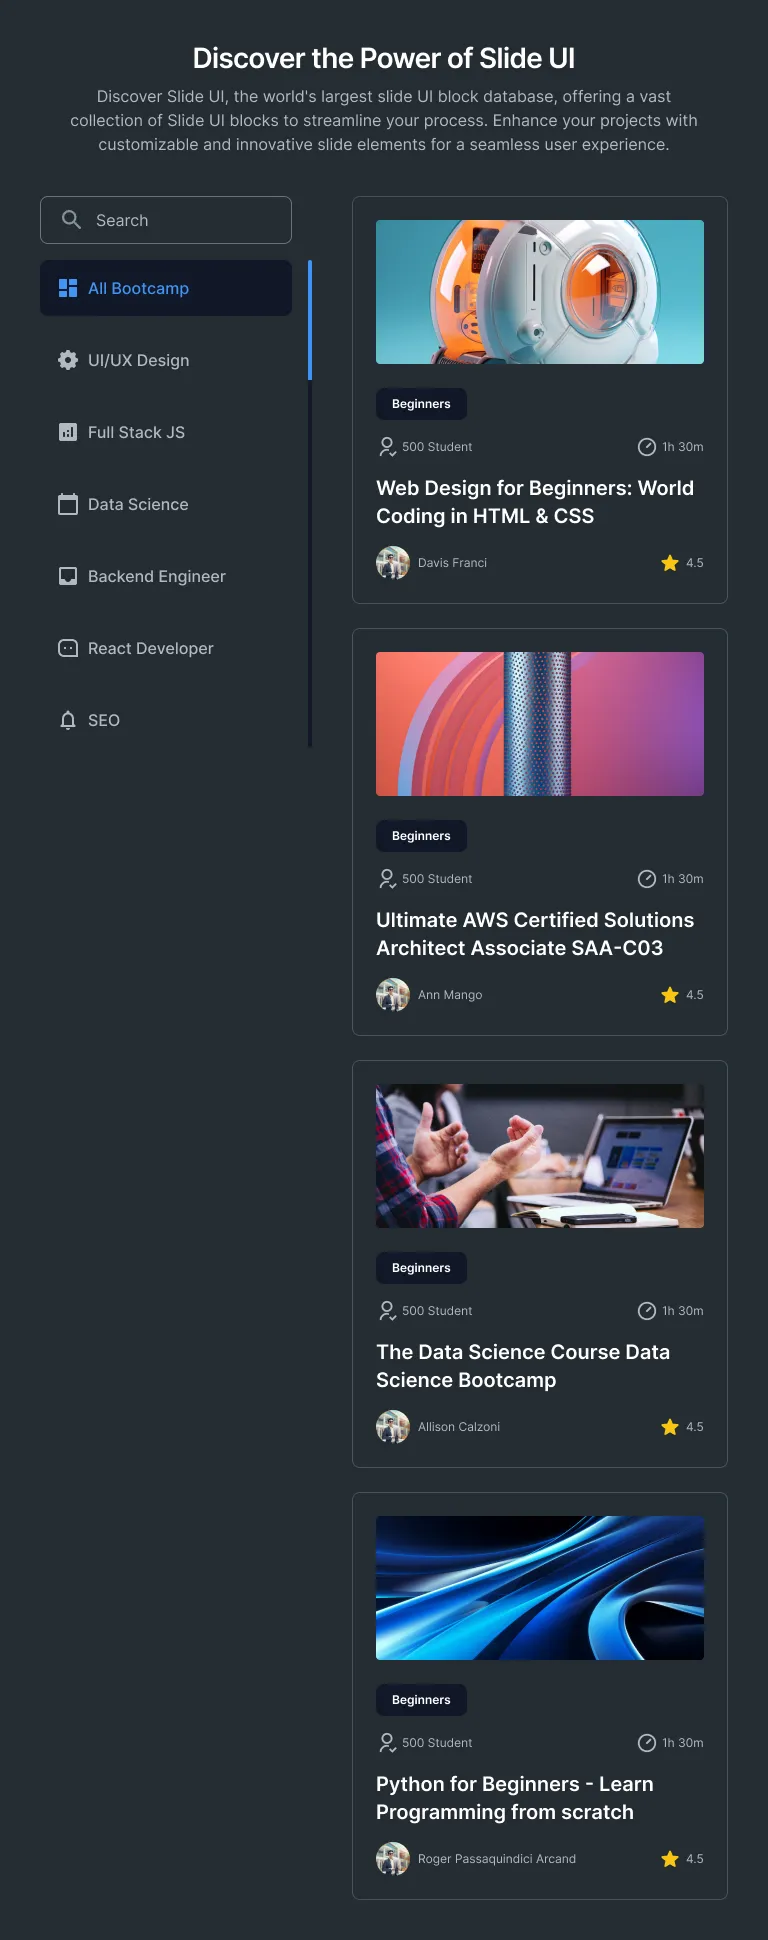 Discover the Power of Slide UI
Discover Slide UI, the world's largest slide UI block database, offering a vast
collection of Slide UI blocks to streamline your process. Enhance your projects with
customizable and innovative slide elements for a seamless user experience.
Search
All Bootcamp
UI/UX Design
Full Stack JS
Data Science
Backend Engineer
React Developer
SEO
Beginners
500 Student
1h 30m
Web Design for Beginners: World
Coding in HTML & CSS
Davis Franci
4.5
Beginners
500 Student
1h 30m
Ultimate AWS Certified Solutions
Architect Associate SAA-C03
Ann Mango
4.5
Beginners
500 Student
1h 30m
The Data Science Course Data
Science Bootcamp
Allison Calzoni
4.5
Beginners
500 Student
1h 30m
Python for Beginners - Learn
Programming from scratch
Roger Passaquindici Arcand
4.5